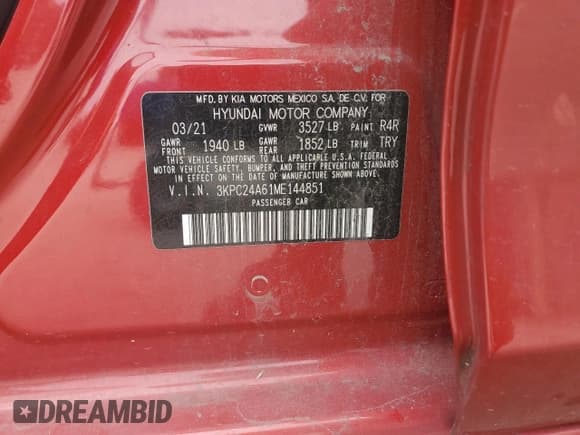 MFD. BY KIA MOTORS MEXICO S.A. DE C.V. FOR
HYUNDAI MOTOR COMPANY
03/21 GVWR 3527 LB PAINT R4R
GAWR FRONT 1940 LB GAWR REAR 1852 LB TRIM TRY
THIS VEHICLE CONFORMS TO ALL APPLICABLE U.S.A. FEDERAL
MOTOR VEHICLE SAFETY, BUMPER, AND THEFT PREVENTION
STANDARDS IN EFFECT ON THE DATE OF MANUFACTURE SHOWN ABOVE.
V.I.N. 3KPC24A61ME144851
PASSENGER CAR
DREAMBID